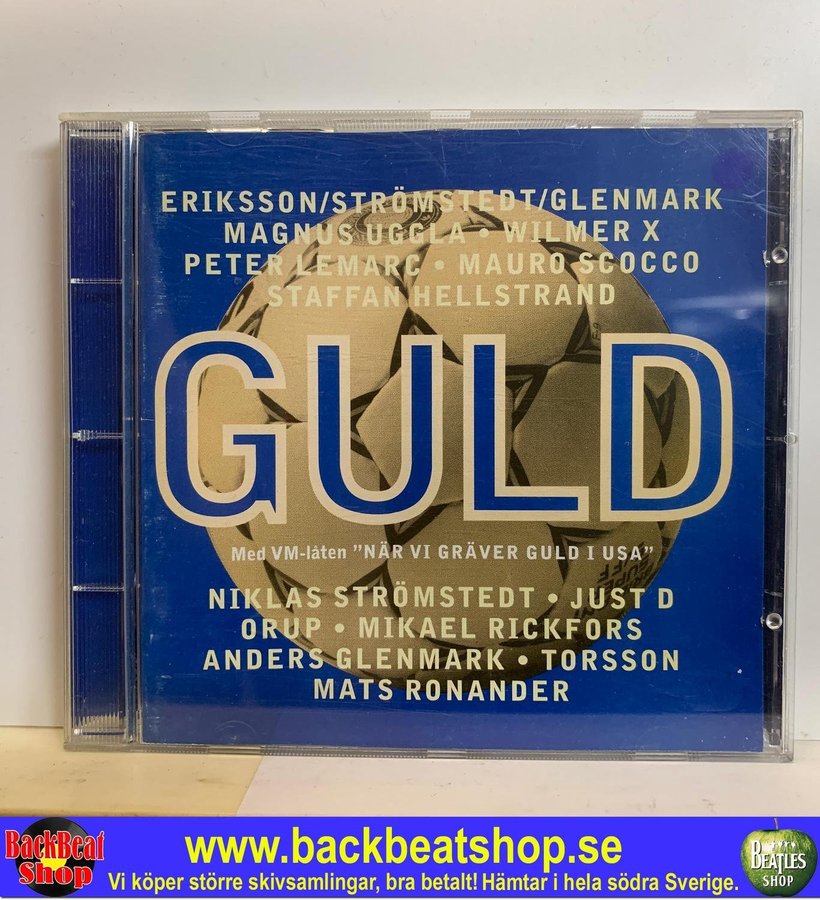 ERIKSSON/STRÖMSTEDT/GLENMARK
MAGNUS UGGLA • WILMER X
PETER LEMARC • MAURO SCOCCO
STAFFAN HELLSTRAND
GULD
Med VM-låten "NÄR VI GRÄVER GULD I USA"
NIKLAS STRÖMSTEDT • JUST D
ORUP • MIKAEL RICKFORS
ANDERS GLENMARK • TORSSON
MATS RONANDER
BackBeat
Shop
www.backbeatshop.se
Vi köper större skivsamlingar, bra betalt! Hämtar i hela södra Sverige.
BEATLES
SHOP